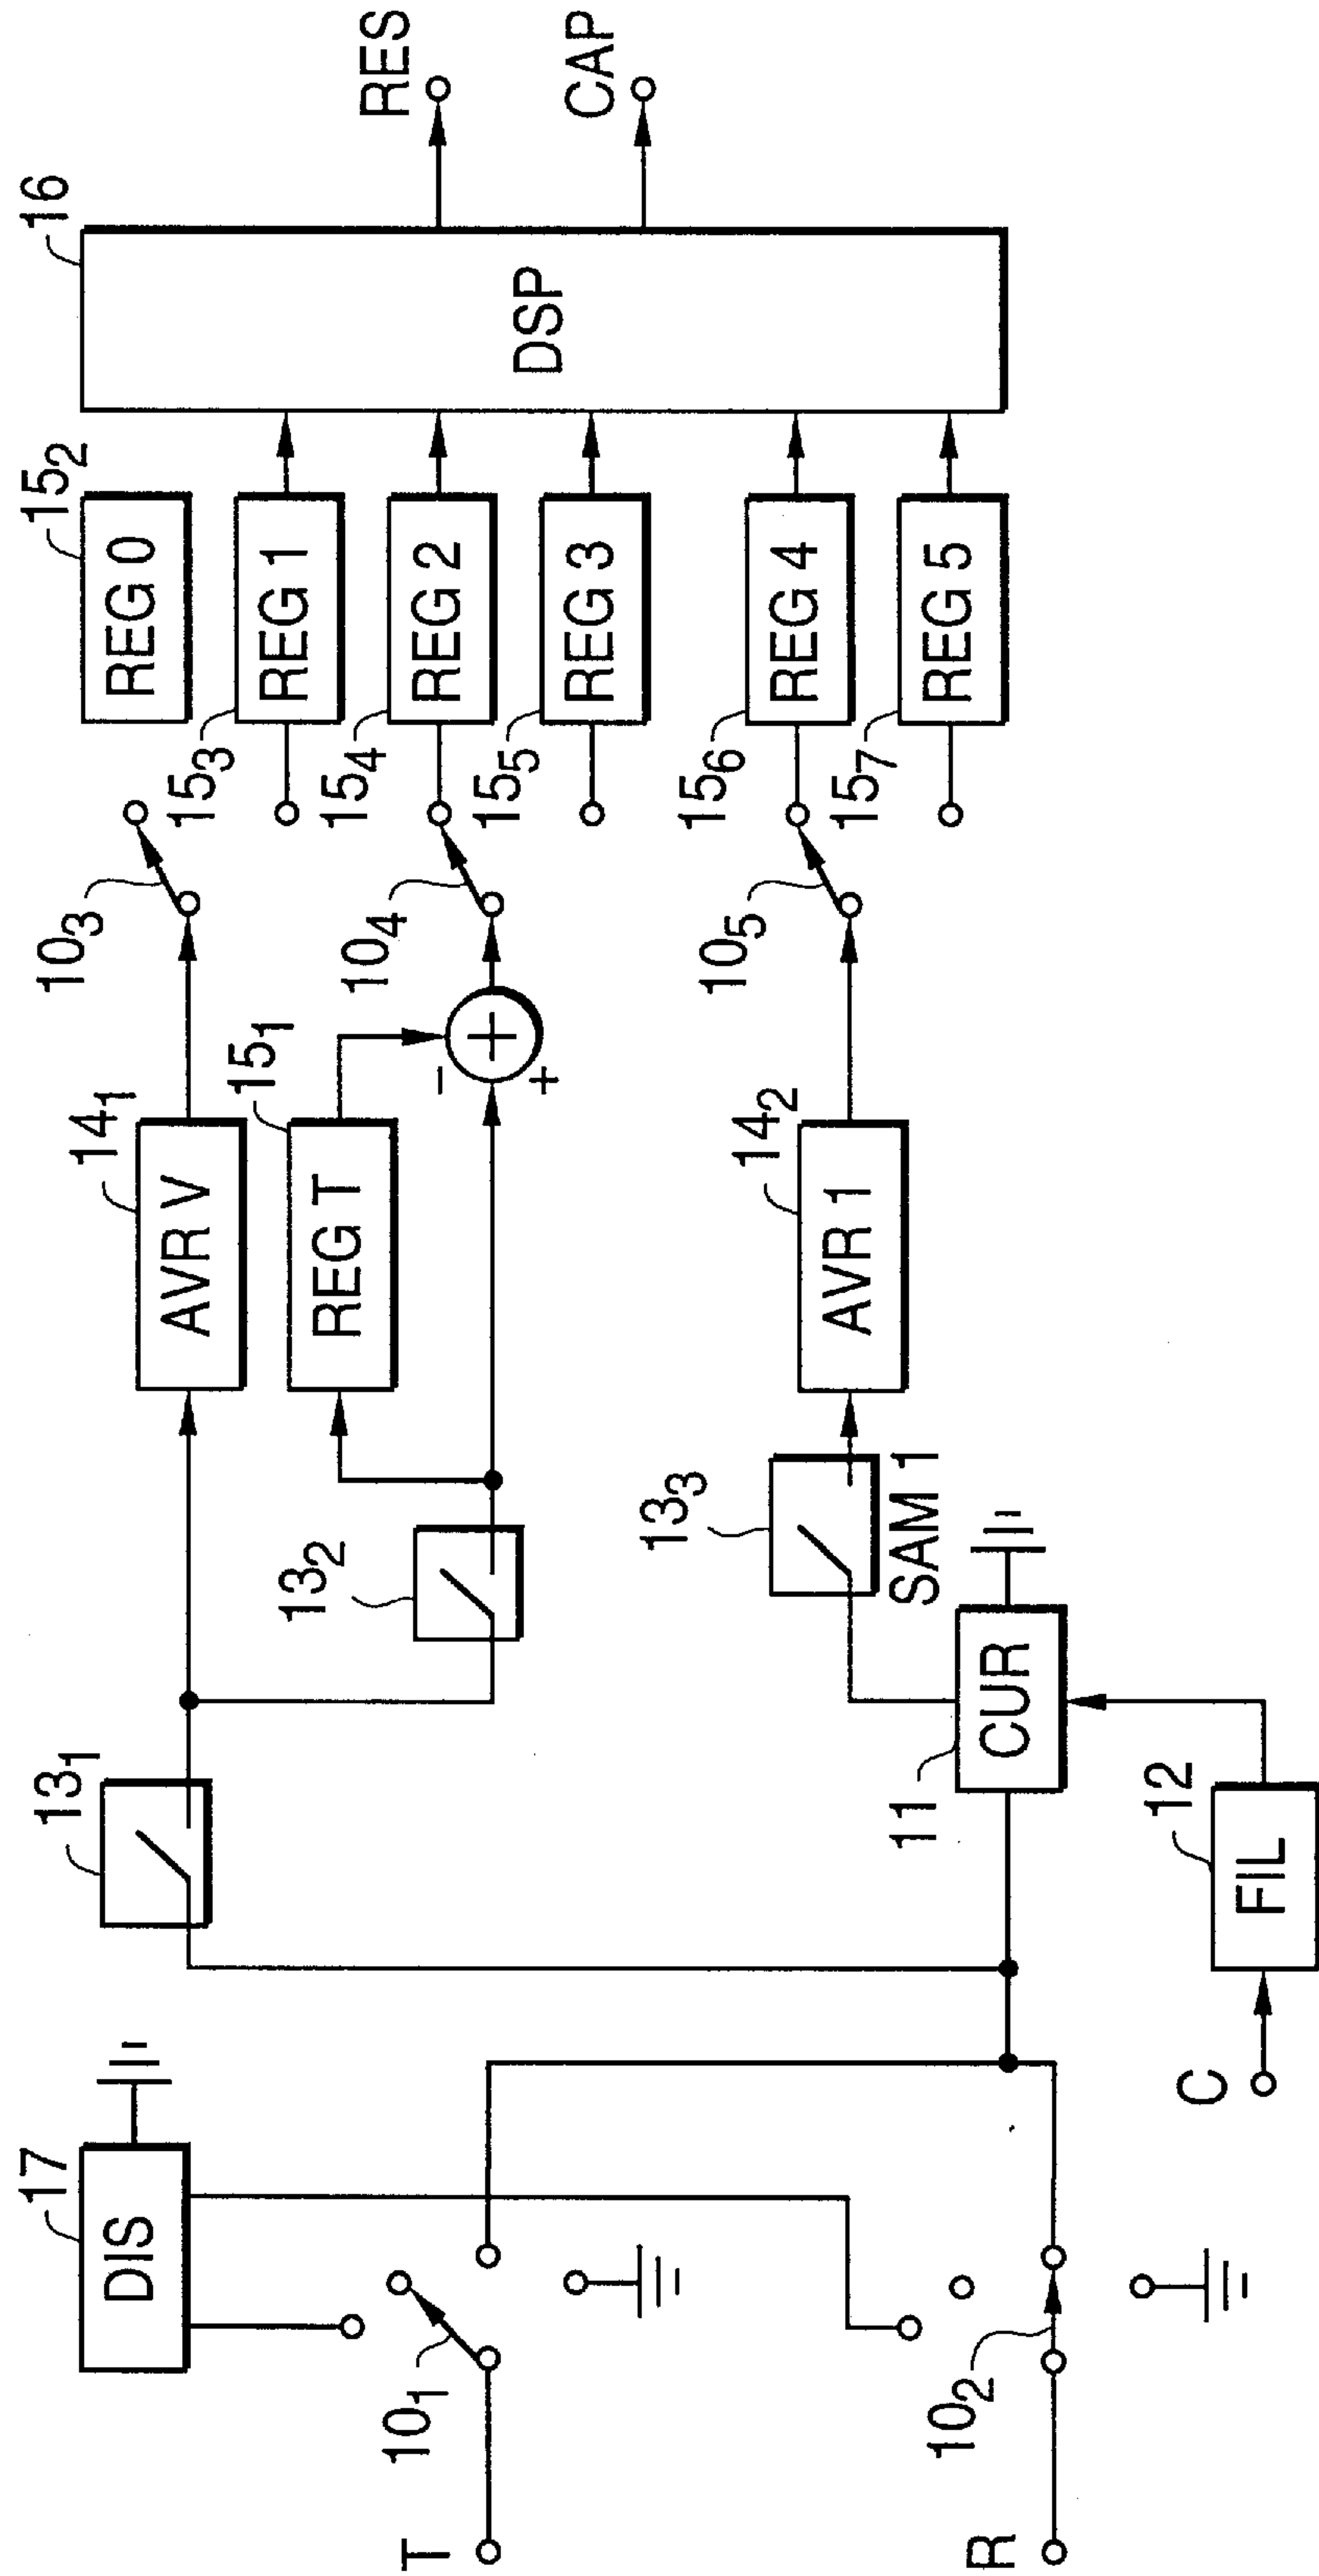 17
DIS
13₁
14₁
AVR V
10₃
15₂
REG 0
16
15₃
REG 1
RES
15₁
REG T
13₂
10₄
-
+
+
15₄
REG 2
DSP
T
10₁
15₅
REG 3
CAP
13₃
SAM 1
14₂
AVR 1
10₅
15₆
REG 4
11
CUR
15₇
REG 5
R
10₂
C
12
FIL